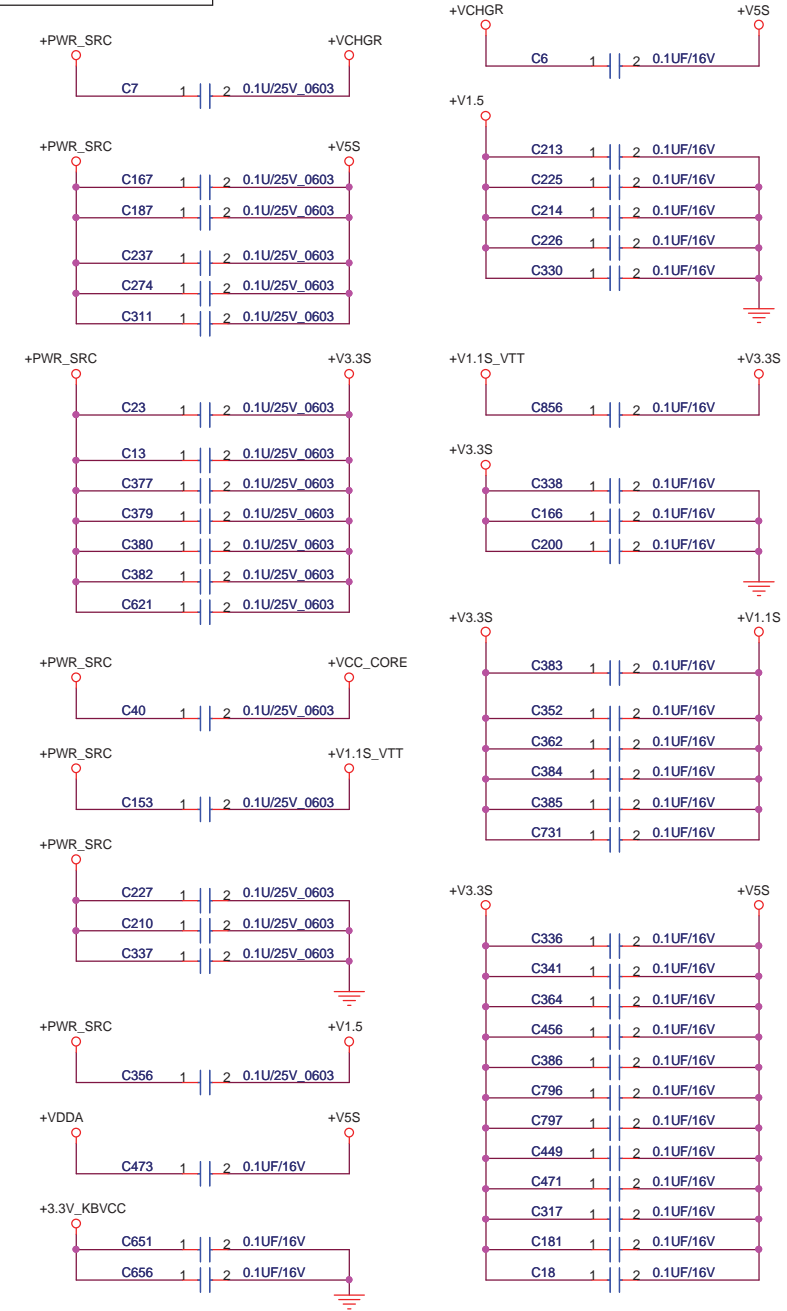 +PWR_SRC +VCHGR
C7 1 2 0.1U/25V_0603
+PWR_SRC +V5S
C167 1 2 0.1U/25V_0603
C187 1 2 0.1U/25V_0603
C237 1 2 0.1U/25V_0603
C274 1 2 0.1U/25V_0603
C311 1 2 0.1U/25V_0603
+PWR_SRC +V3.3S
C23 1 2 0.1U/25V_0603
C13 1 2 0.1U/25V_0603
C377 1 2 0.1U/25V_0603
C379 1 2 0.1U/25V_0603
C380 1 2 0.1U/25V_0603
C382 1 2 0.1U/25V_0603
C621 1 2 0.1U/25V_0603
+PWR_SRC +VCC_CORE
C40 1 2 0.1U/25V_0603
+PWR_SRC +V1.1S_VTT
C153 1 2 0.1U/25V_0603
+PWR_SRC
C227 1 2 0.1U/25V_0603
C210 1 2 0.1U/25V_0603
C337 1 2 0.1U/25V_0603
+PWR_SRC +V1.5
C356 1 2 0.1U/25V_0603
+VDDA +V5S
C473 1 2 0.1UF/16V
+3.3V_KBVCC
C651 1 2 0.1UF/16V
C656 1 2 0.1UF/16V
+VCHGR +V5S
C6 1 2 0.1UF/16V
+V1.5
C213 1 2 0.1UF/16V
C225 1 2 0.1UF/16V
C214 1 2 0.1UF/16V
C226 1 2 0.1UF/16V
C330 1 2 0.1UF/16V
+V1.1S_VTT +V3.3S
C856 1 2 0.1UF/16V
+V3.3S
C338 1 2 0.1UF/16V
C166 1 2 0.1UF/16V
C200 1 2 0.1UF/16V
+V3.3S +V1.1S
C383 1 2 0.1UF/16V
C352 1 2 0.1UF/16V
C362 1 2 0.1UF/16V
C384 1 2 0.1UF/16V
C385 1 2 0.1UF/16V
C731 1 2 0.1UF/16V
+V3.3S +V5S
C336 1 2 0.1UF/16V
C341 1 2 0.1UF/16V
C364 1 2 0.1UF/16V
C456 1 2 0.1UF/16V
C386 1 2 0.1UF/16V
C796 1 2 0.1UF/16V
C797 1 2 0.1UF/16V
C449 1 2 0.1UF/16V
C471 1 2 0.1UF/16V
C317 1 2 0.1UF/16V
C181 1 2 0.1UF/16V
C18 1 2 0.1UF/16V